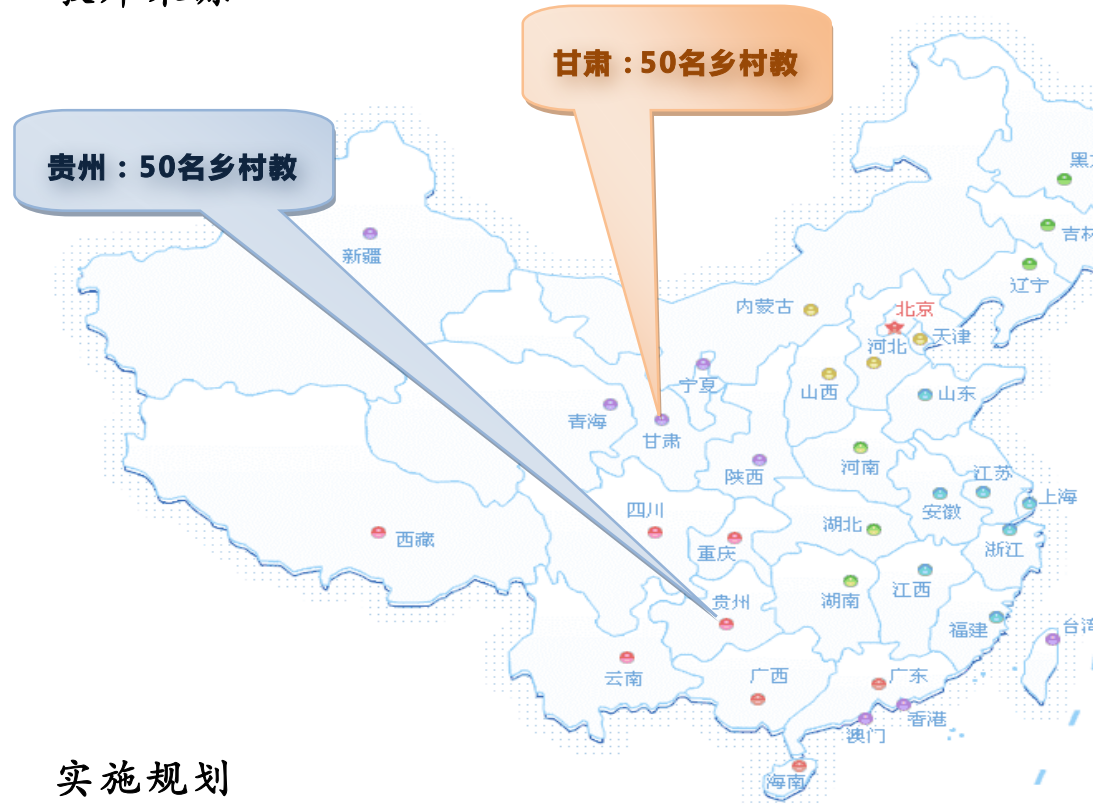 甘肃：50名乡村教
贵州：50名乡村教
新疆
吉林
辽宁
内蒙古
北京
天津
河北
宁夏
山西
山东
青海
甘肃
陕西
河南
江苏
安徽
上海
四川
湖北
西藏
重庆
浙江
江西
湖南
贵州
福建
云南
广西
广东
香港
澳门
海南
实施规划